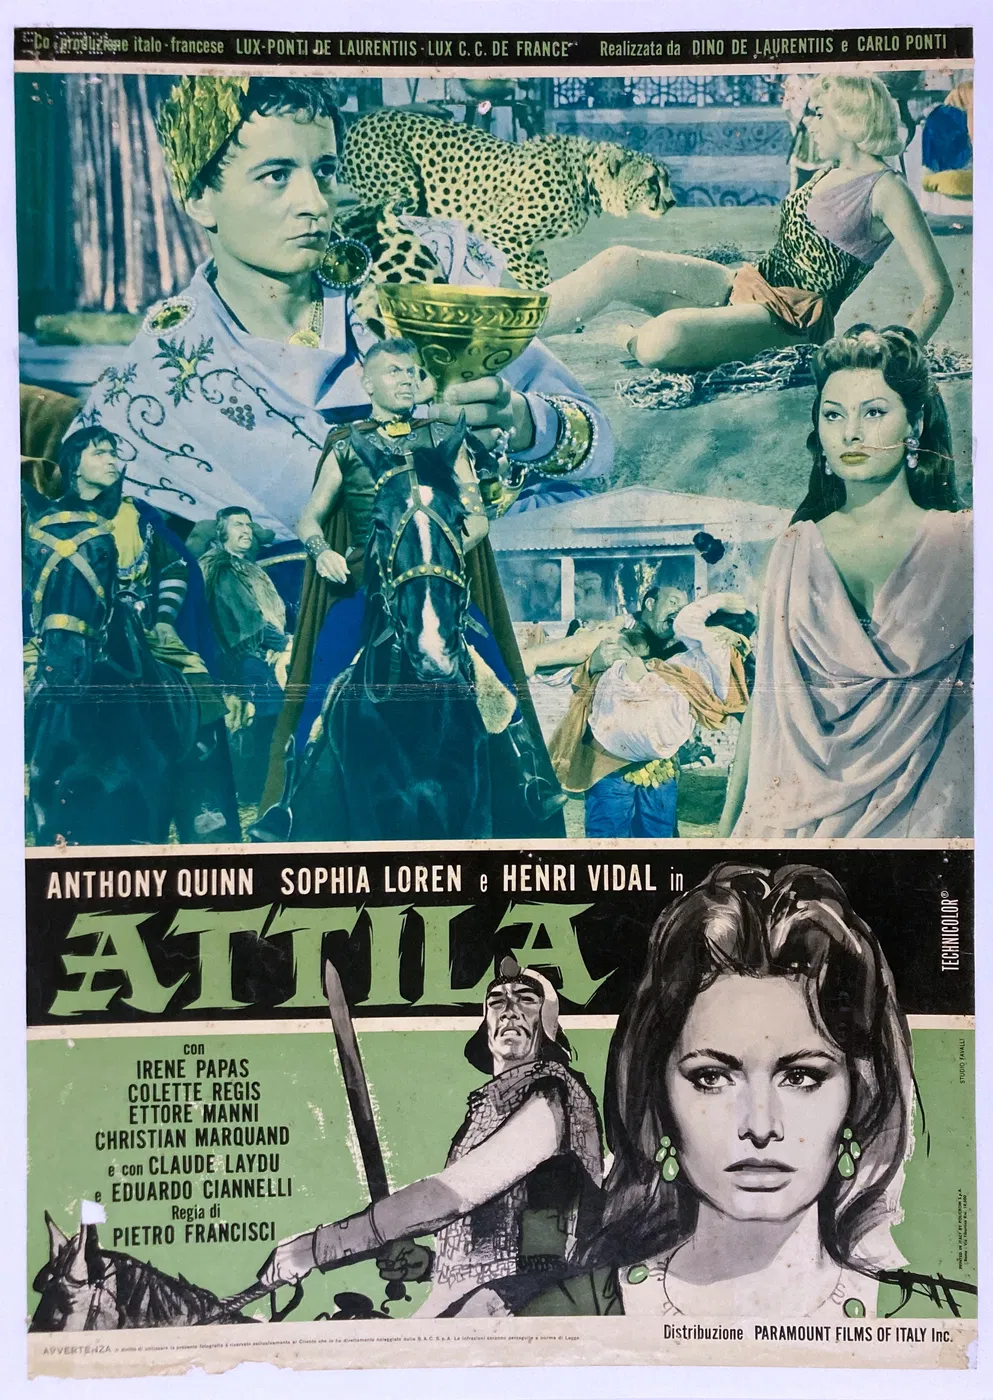 Co produzione italo-francese LUX-PONTI DE LAURENTIIS - LUX C.C. DE FRANCE Realizzata da DINO DE LAURENTIIS e CARLO PONTI
ANTHONY QUINN SOPHIA LOREN e HENRI VIDAL in
ATTILA
TECHNICOLOR®
con
IRENE PAPAS
COLETTE REGIS
ETTORE MANNI
CHRISTIAN MARQUAND
e con CLAUDE LAYDU
e EDUARDO CIANNELLI
Regia di
PIETRO FRANCISCI
STUDIO FAVALLI
Distribuzione PARAMOUNT FILMS OF ITALY Inc.
AVVERTENZA